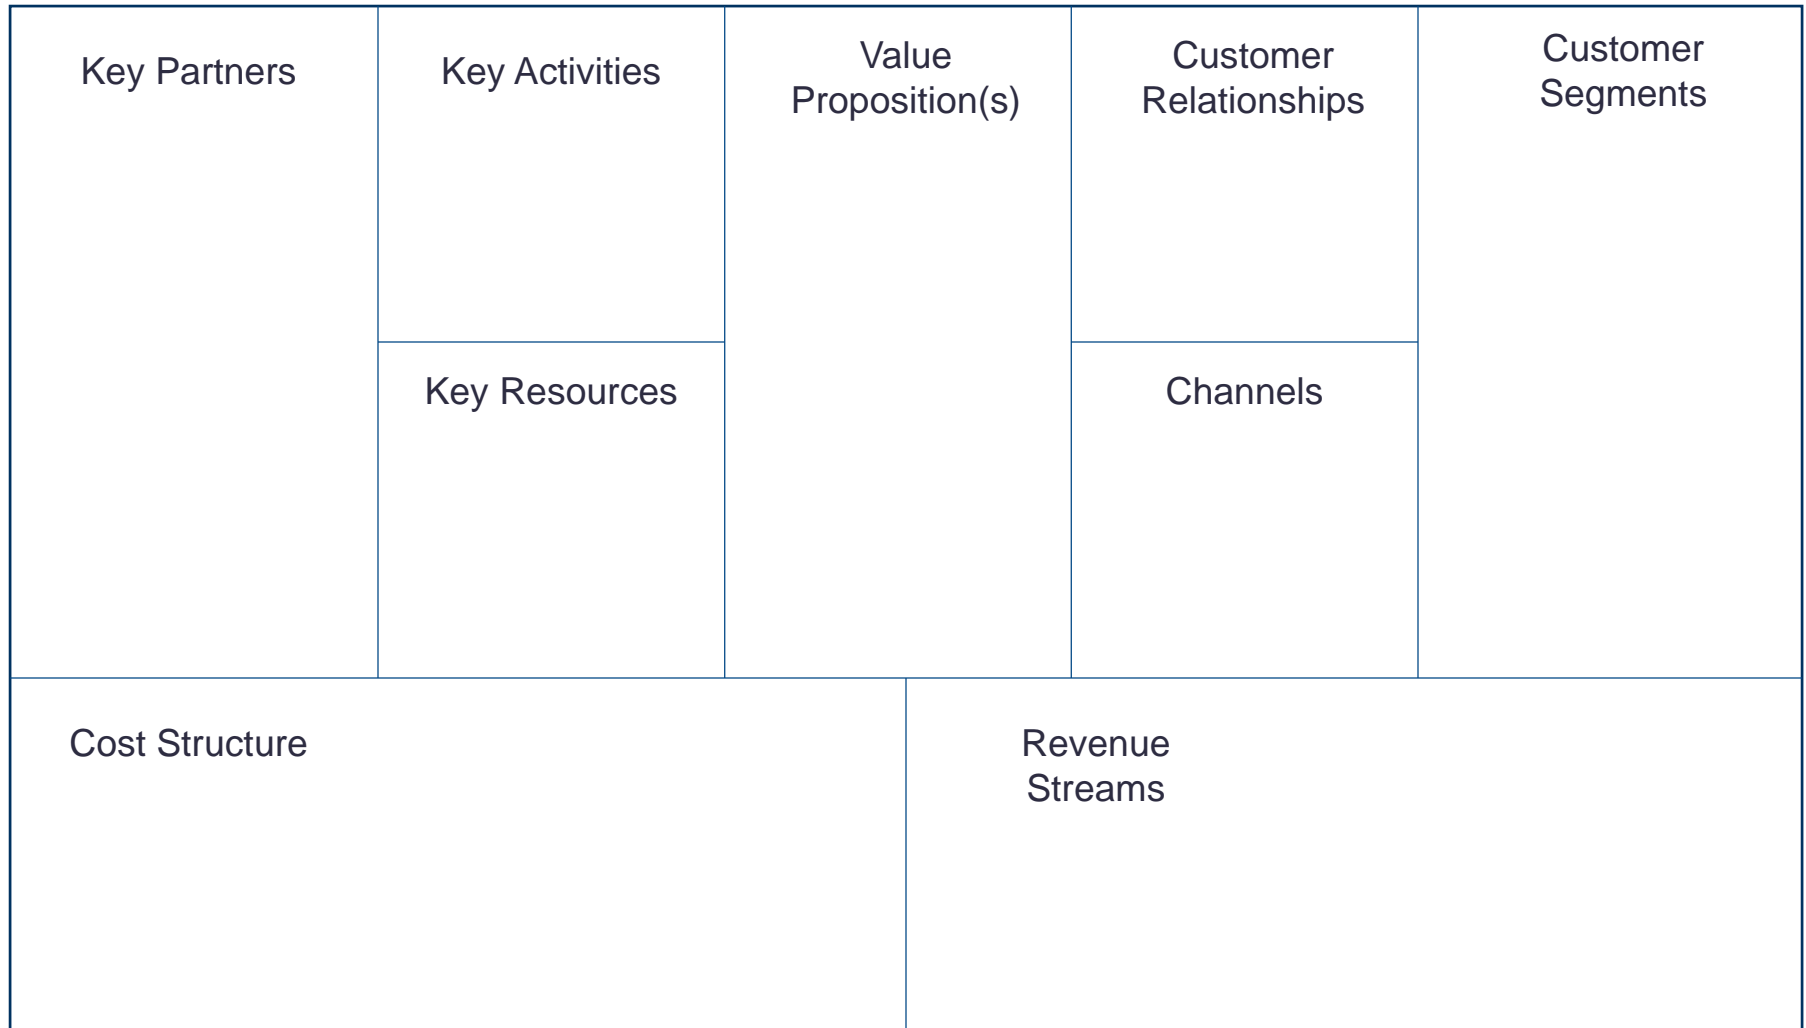 Key Partners
Key Activities
Value
Proposition(s)
Customer
Relationships
Customer
Segments
Key Resources
Channels
Cost Structure
Revenue
Streams